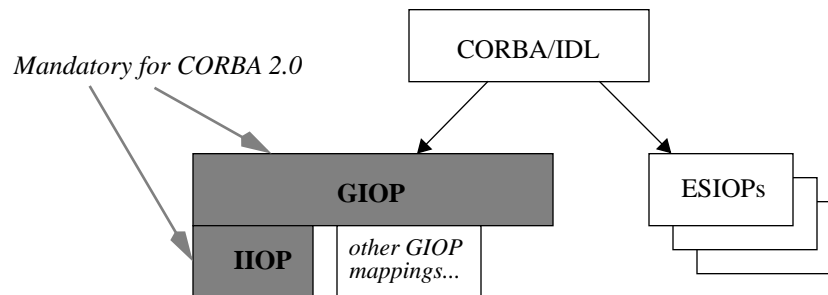 CORBA/IDL
Mandatory for CORBA 2.0
GIOP
ESIOPs
IIOP
other GIOP
mappings...